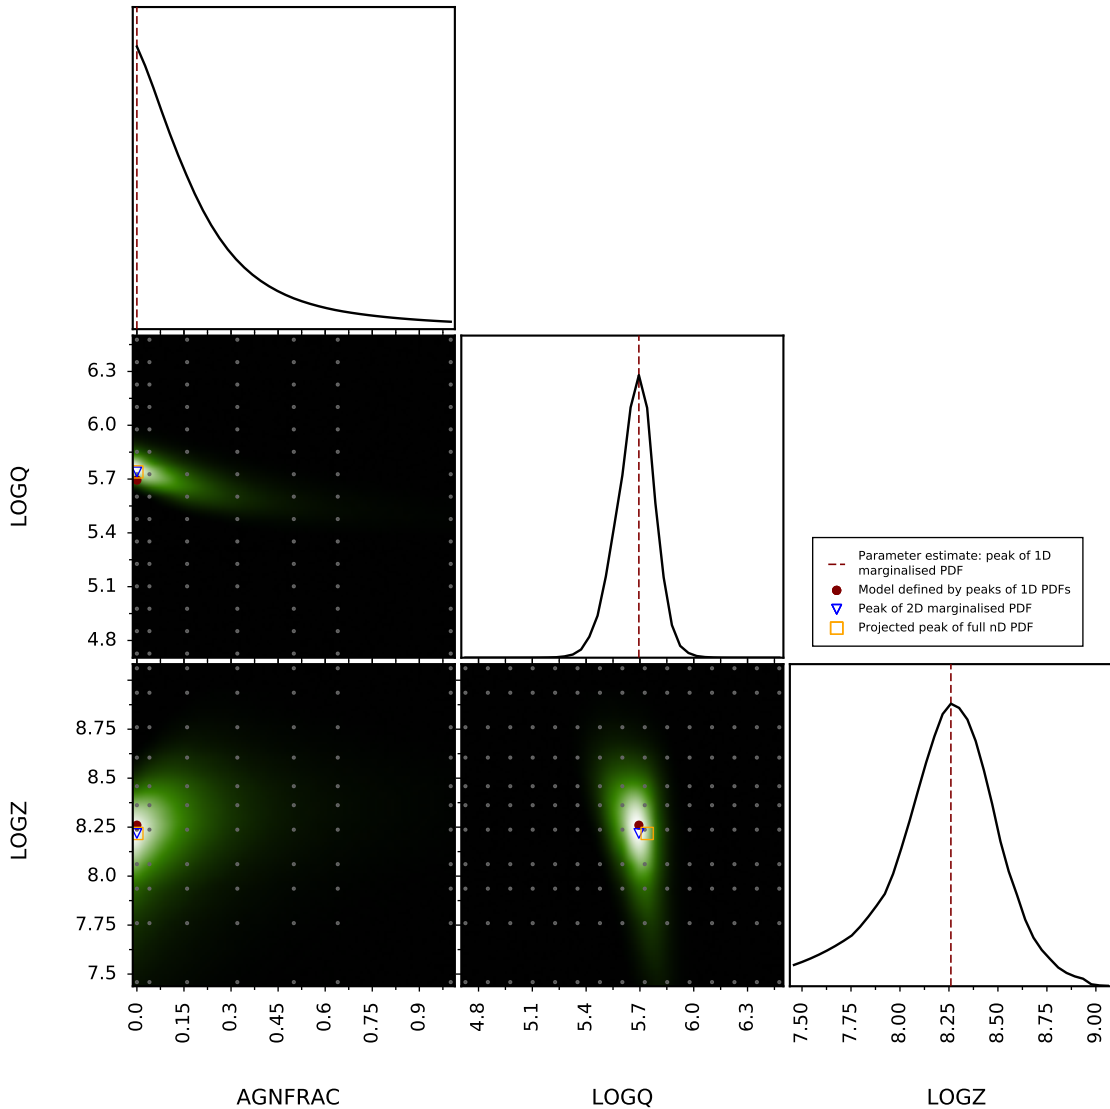 6.3
6.0
5.7
5.4
5.1
4.8
LOGQ
Parameter estimate: peak of 1D
marginalised PDF
Model defined by peaks of 1D PDFs
Peak of 2D marginalised PDF
Projected peak of full nD PDF
8.75
8.5
8.25
8.0
7.75
7.5
LOGZ
0.0 0.15 0.3 0.45 0.6 0.75 0.9
4.8 5.1 5.4 5.7 6.0 6.3
7.50 7.75 8.00 8.25 8.50 8.75 9.00
AGNFRAC LOGQ LOGZ